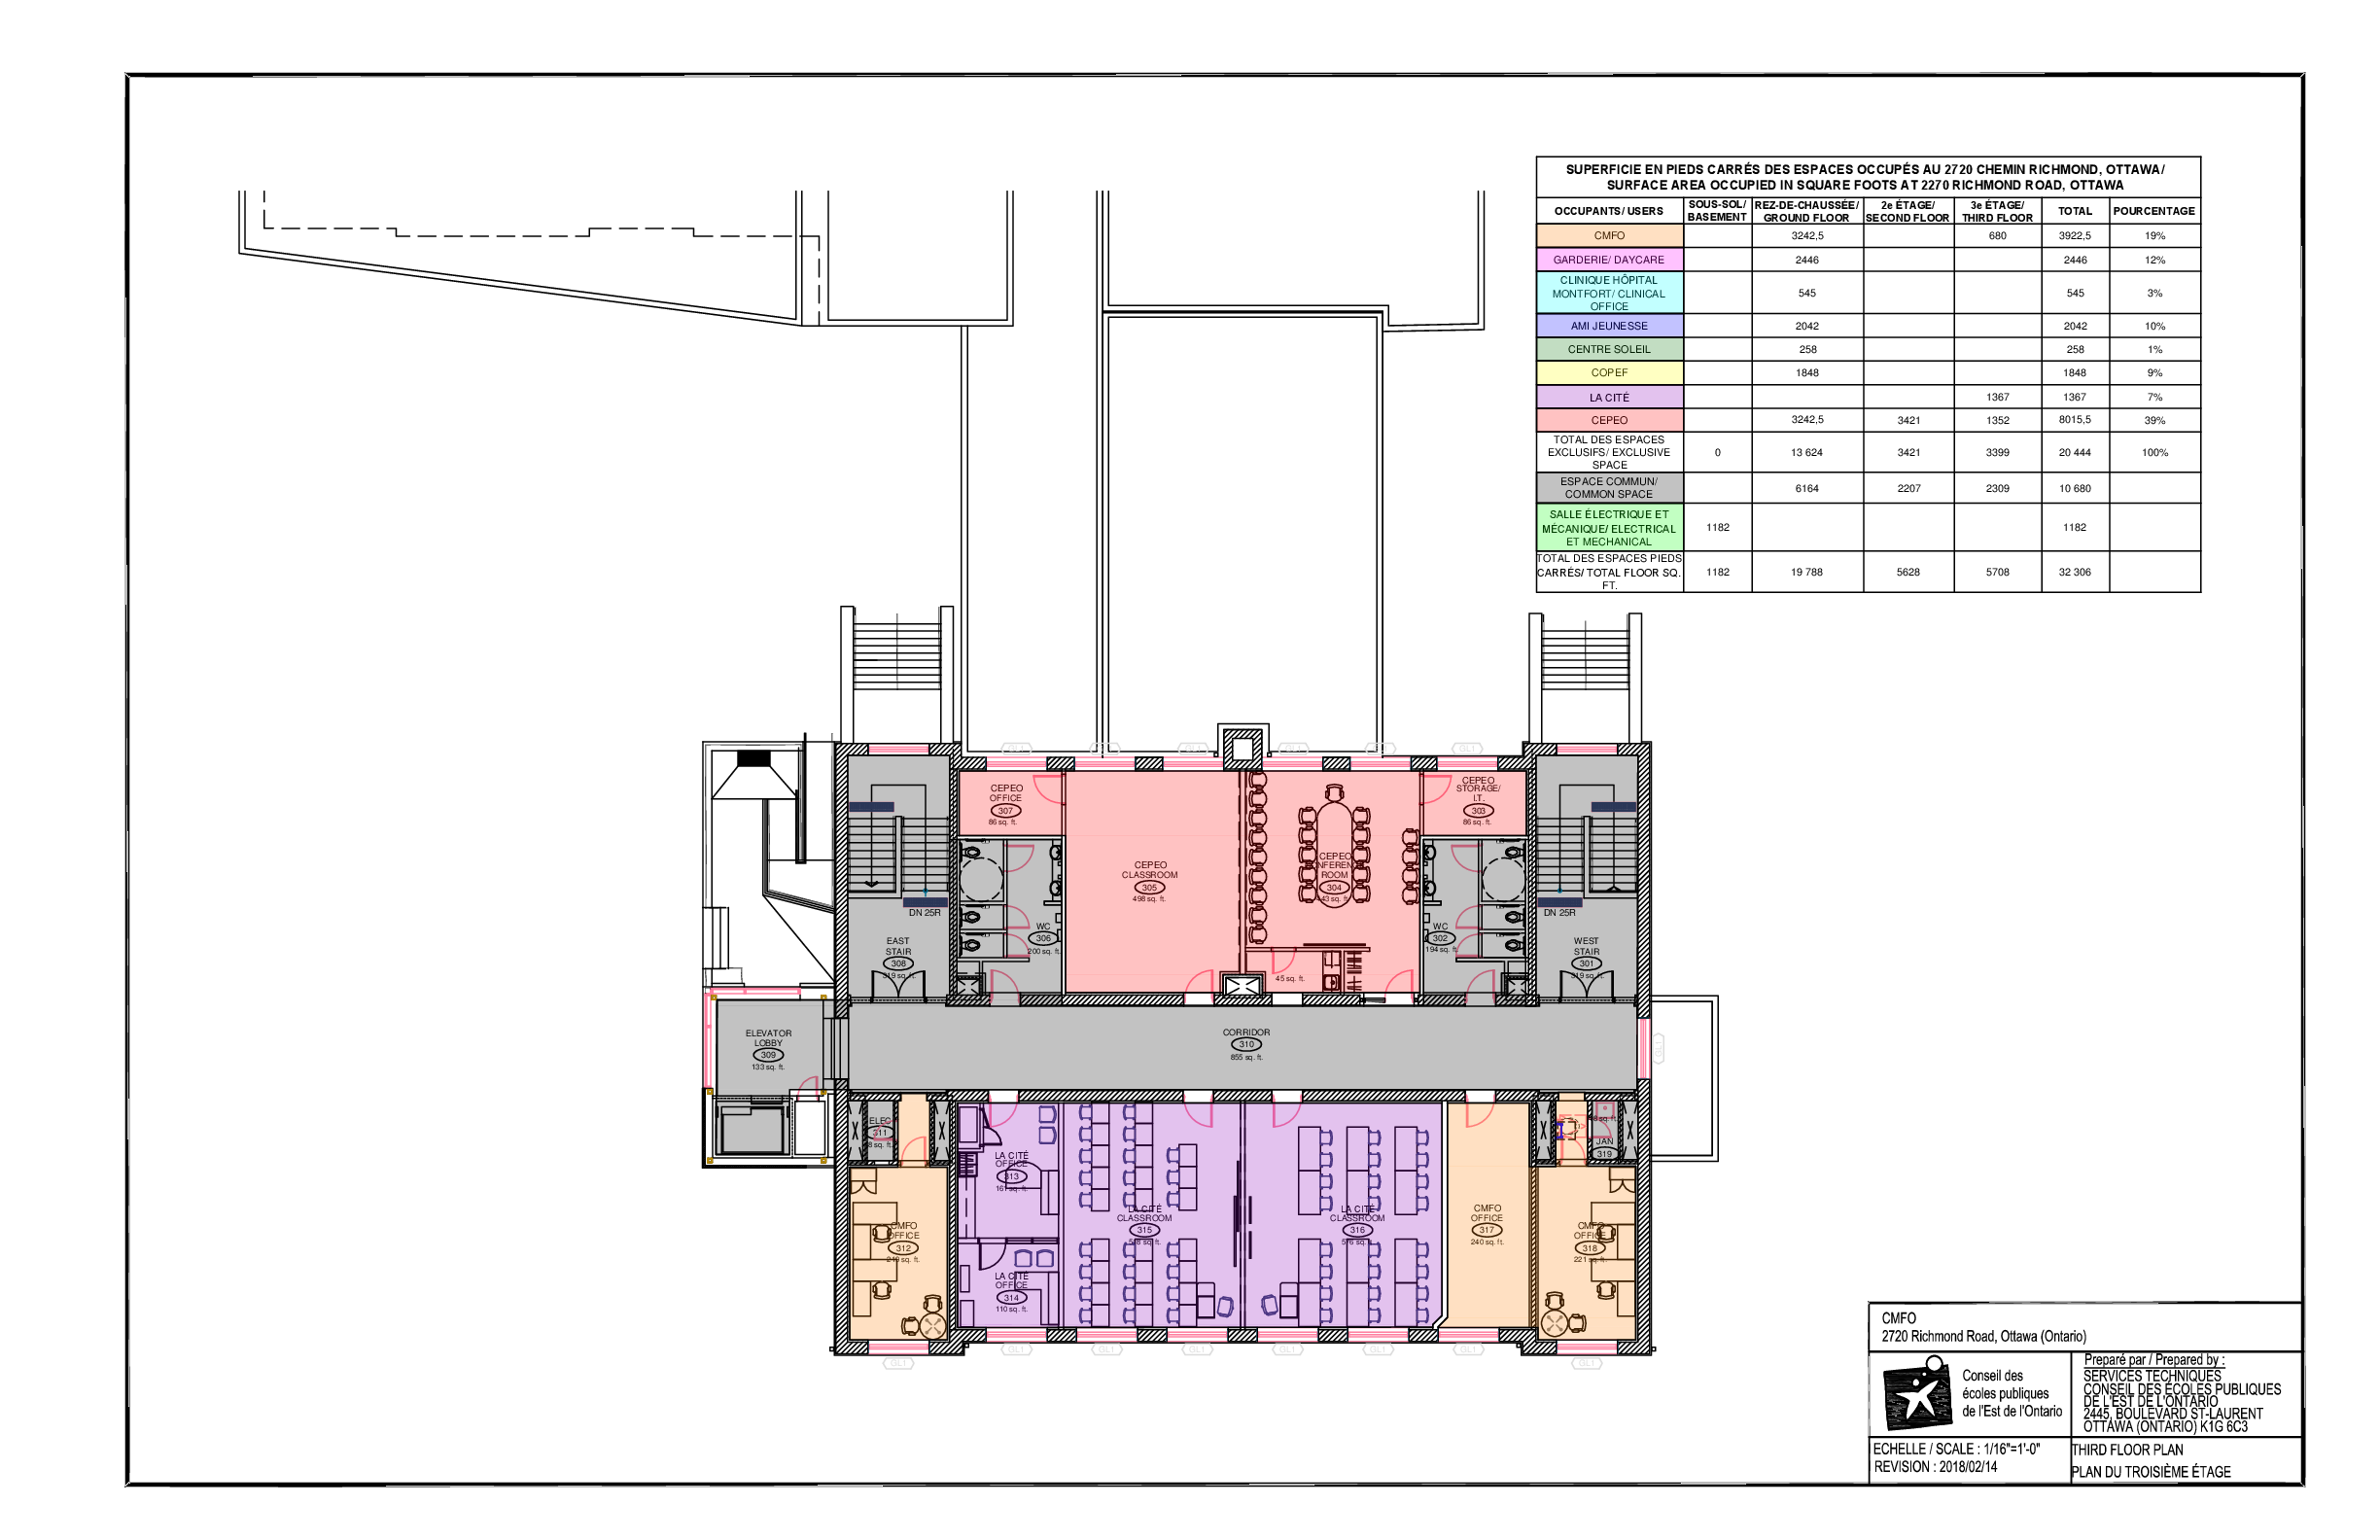 SUPERFICIE EN PIEDS CARRÉS DES ESPACES OCCUPÉS AU 2720 CHEMIN RICHMOND, OTTAWA/
SURFACE AREA OCCUPIED IN SQUARE FOOTS AT 2270 RICHMOND ROAD, OTTAWA
OCCUPANTS/ USERS SOUS-SOL/ BASEMENT REZ-DE-CHAUSSÉE/ GROUND FLOOR 2e ÉTAGE/ SECOND FLOOR 3e ÉTAGE/ THIRD FLOOR TOTAL POURCENTAGE
CMFO 3242,5 680 3922,5 19%
GARDERIE/ DAYCARE 2446 2446 12%
CLINIQUE HÔPITAL MONTFORT/ CLINICAL OFFICE 545 545 3%
AMI JEUNESSE 2042 2042 10%
CENTRE SOLEIL 258 258 1%
COPEF 1848 1848 9%
LA CITÉ 1367 1367 7%
CEPEO 3242,5 3421 1352 8015,5 39%
TOTAL DES ESPACES EXCLUSIFS/ EXCLUSIVE SPACE 0 13 624 3421 3399 20 444 100%
ESPACE COMMUN/ COMMON SPACE 6164 2207 2309 10 680
SALLE ÉLECTRIQUE ET MÉCANIQUE/ ELECTRICAL ET MECHANICAL 1182 1182
TOTAL DES ESPACES PIEDS CARRÉS/ TOTAL FLOOR SQ. FT. 1182 19 788 5628 5708 32 306
GL1 GL1 GL1 GL1 GL1 GL1
CEPEO
OFFICE
307
86 sq. ft.
CEPEO
STORAGE/
I.T.
303
86 sq. ft.
CEPEO
CLASSROOM
305
498 sq. ft.
CEPEO
ROOM
304
DN 25R
DN 25R
EAST
STAIR
308
319 sq. ft.
WC
306
200 sq. ft.
WC
302
194 sq. ft.
WEST
STAIR
301
319 sq. ft.
45 sq. ft.
ELEVATOR
LOBBY
309
133 sq. ft.
CORRIDOR
310
855 sq. ft.
GL1
ELEC
311
JAN
319
LA CITÉ
OFFICE
313
161 sq. ft.
LA CITÉ
OFFICE
314
110 sq. ft.
LA CITÉ
CLASSROOM
315
LA CITÉ
CLASSROOM
316
CMFO
OFFICE
317
240 sq. ft.
CMFO
OFFICE
312
CMFO
OFFICE
318
221 sq. ft.
GL1 GL1 GL1 GL1 GL1 GL1 GL1 GL1
CMFO
2720 Richmond Road, Ottawa (Ontario)
Conseil des
écoles publiques
de l'Est de l'Ontario
Preparé par / Prepared by :
SERVICES TECHNIQUES
CONSEIL DES ÉCOLES PUBLIQUES
DE L'EST DE L'ONTARIO
2445, BOULEVARD ST-LAURENT
OTTAWA (ONTARIO) K1G 6C3
ECHELLE / SCALE : 1/16"=1'-0"
REVISION : 2018/02/14
THIRD FLOOR PLAN
PLAN DU TROISIÈME ÉTAGE